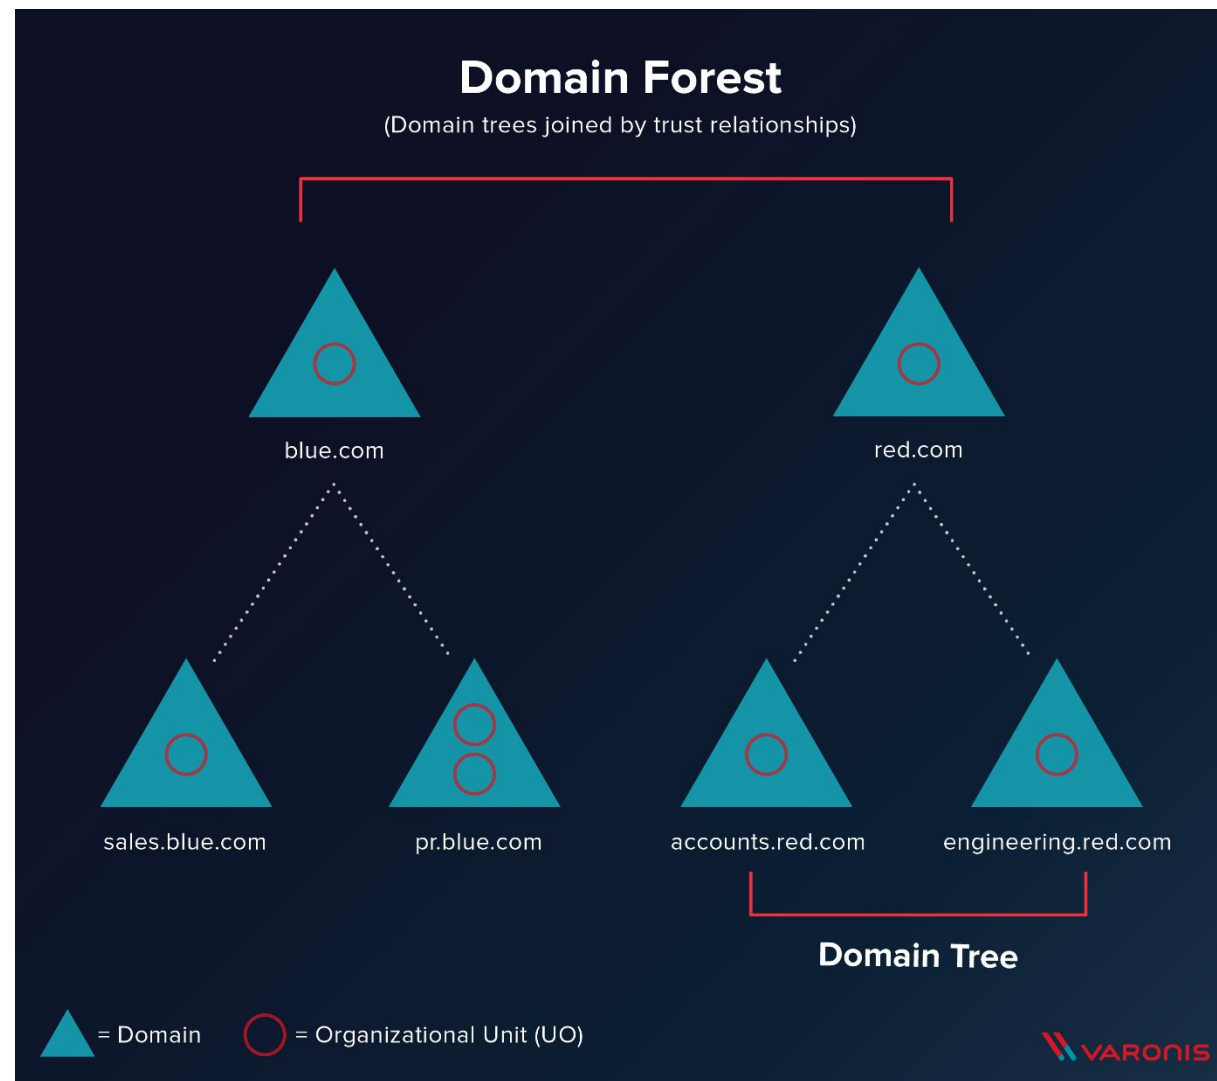 Domain Forest
(Domain trees joined by trust relationships)
blue.com
red.com
sales.blue.com
pr.blue.com
accounts.red.com
engineering.red.com
Domain Tree
= Domain
= Organizational Unit (UO)
VARONIS